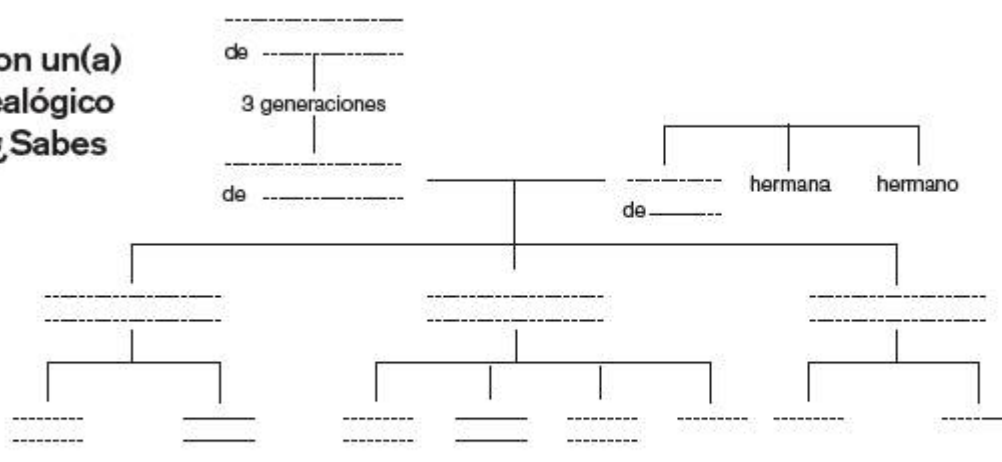 on un(a)
ealógico
¿Sabes
de
3 generaciones
de
de
hermana hermano